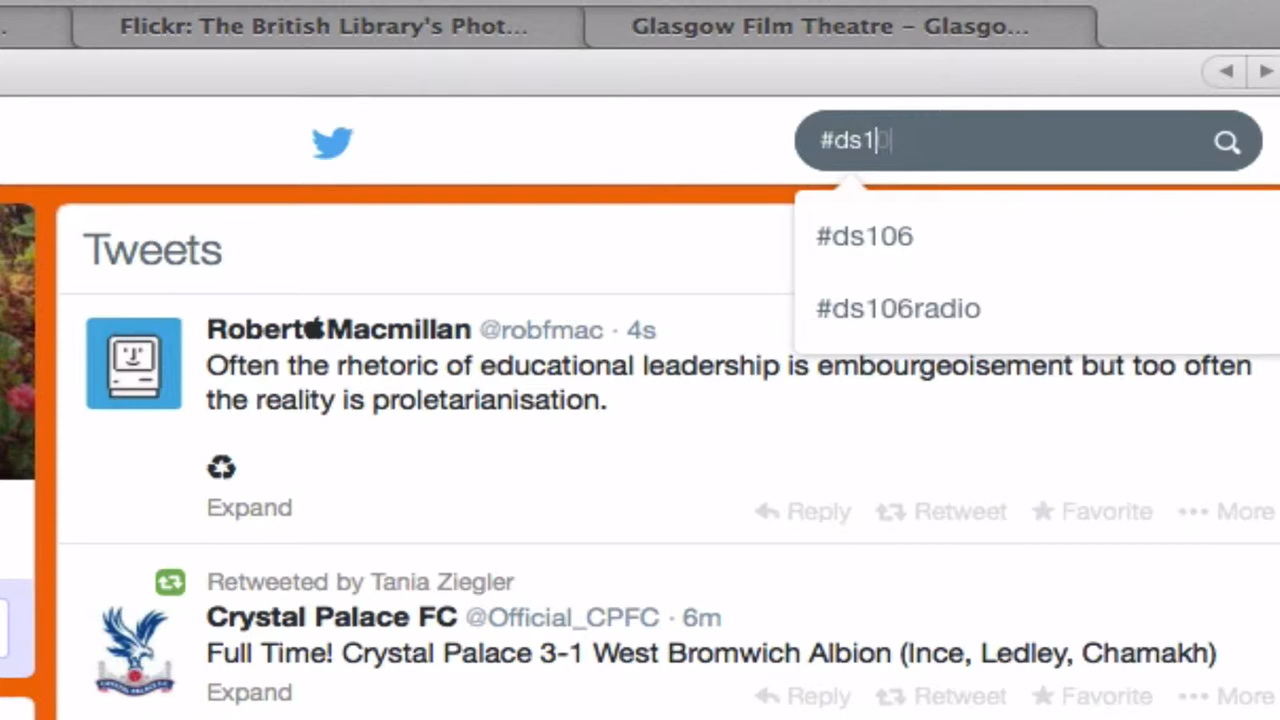 Flickr: The British Library's Phot...
Glasgow Film Theatre – Glasgo...
#ds1
#ds106
#ds106radio
Tweets
Robert Macmillan @robfmac · 4s
Often the rhetoric of educational leadership is embourgeoisement but too often
the reality is proletarianisation.
Expand
Reply Retweet Favorite ••• More
Retweeted by Tania Ziegler
Crystal Palace FC @Official_CPFC · 6m
Full Time! Crystal Palace 3-1 West Bromwich Albion (Ince, Ledley, Chamakh)
Expand
Reply Retweet Favorite ••• More